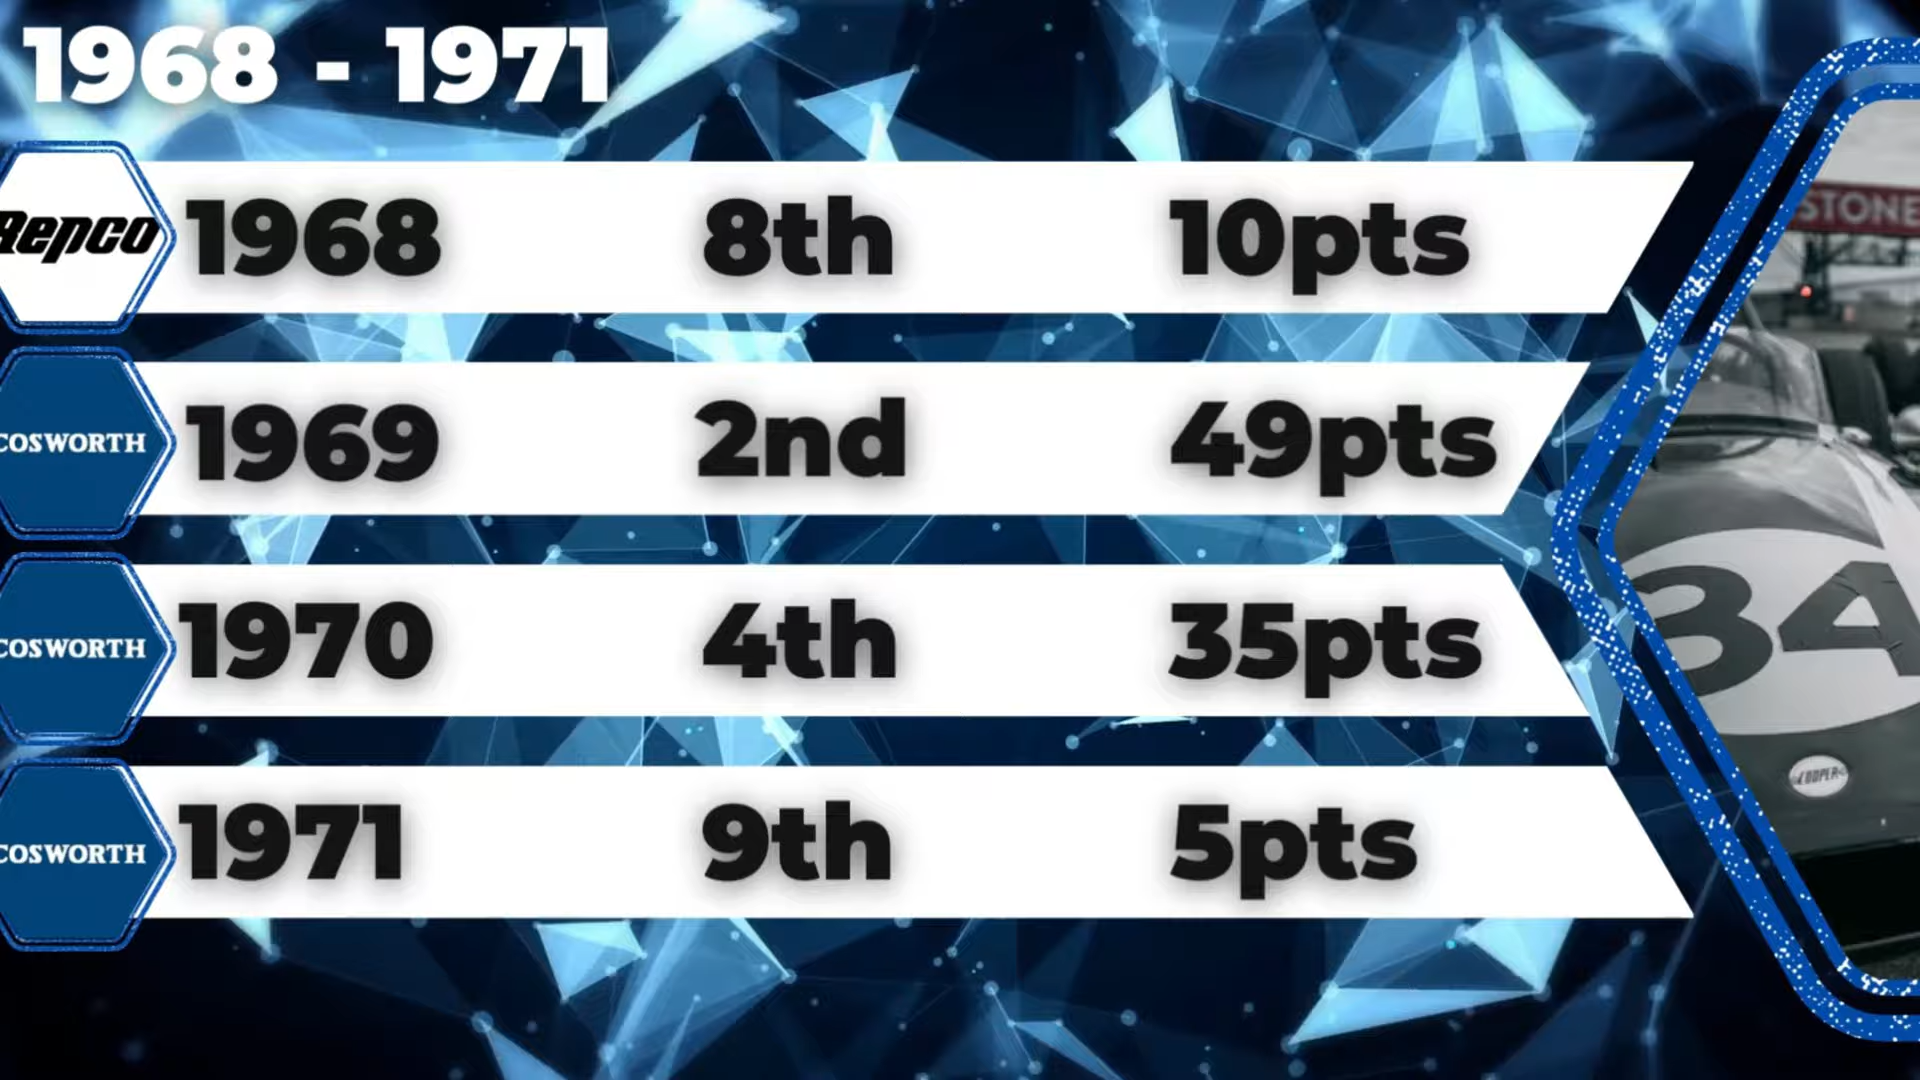 1968 - 1971
Repco 1968 8th 10pts
COSWORTH 1969 2nd 49pts
COSWORTH 1970 4th 35pts
COSWORTH 1971 9th 5pts
STONE
34
COOPER